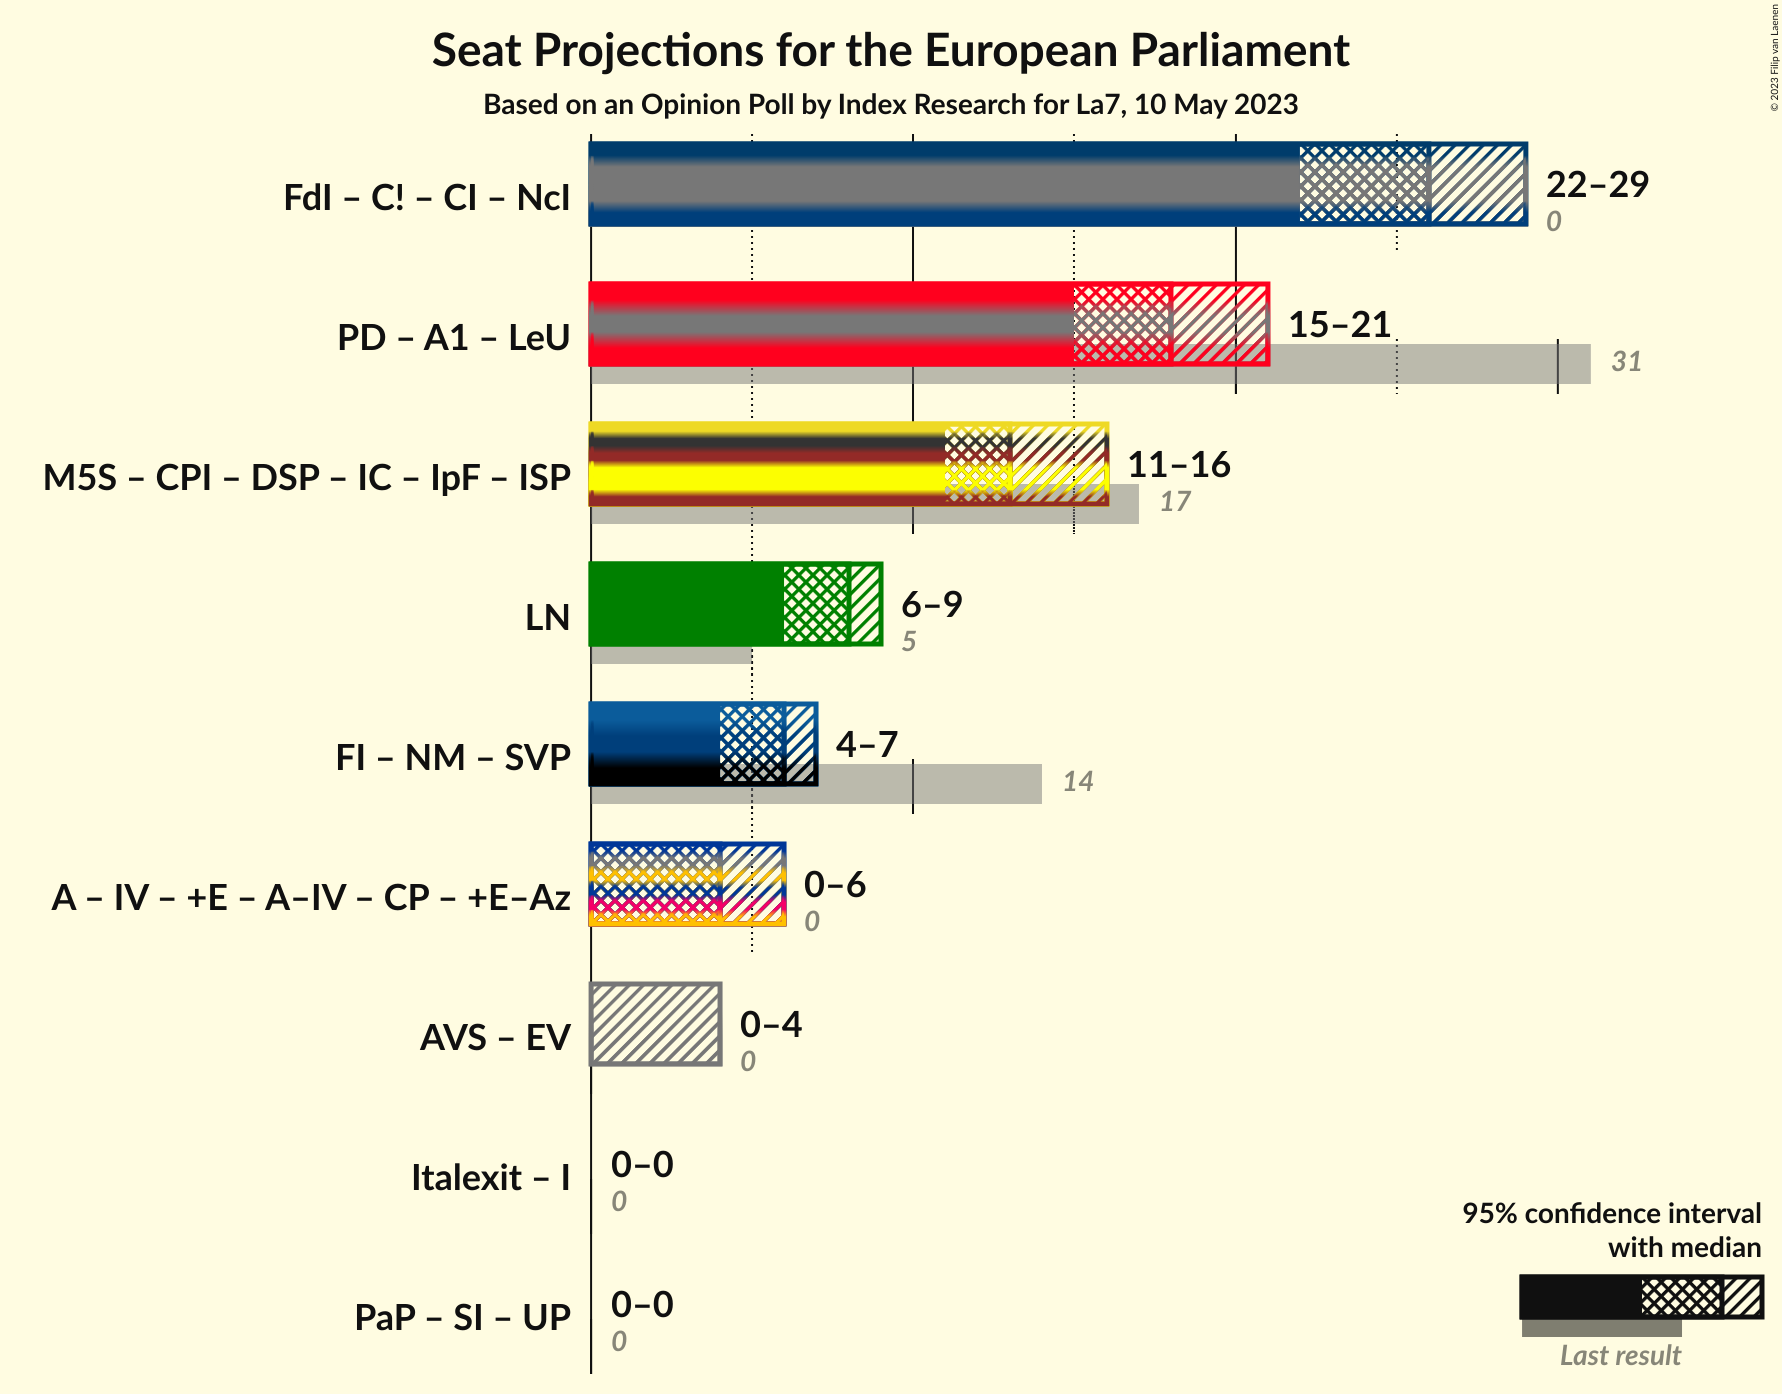 Seat Projections for the European Parliament
Based on an Opinion Poll by Index Research for La7, 10 May 2023
© 2023 Filip van Laenen
FdI – C! – CI – NcI
22–29
0
PD – A1 – LeU
15–21
31
M5S – CPI – DSP – IC – IpF – ISP
11–16
17
LN
6–9
5
FI – NM – SVP
4–7
14
A – IV – +E – A–IV – CP – +E–Az
0–6
0
AVS – EV
0–4
0
Italexit – I
0–0
0
PaP – SI – UP
0–0
0
95% confidence interval
with median
Last result